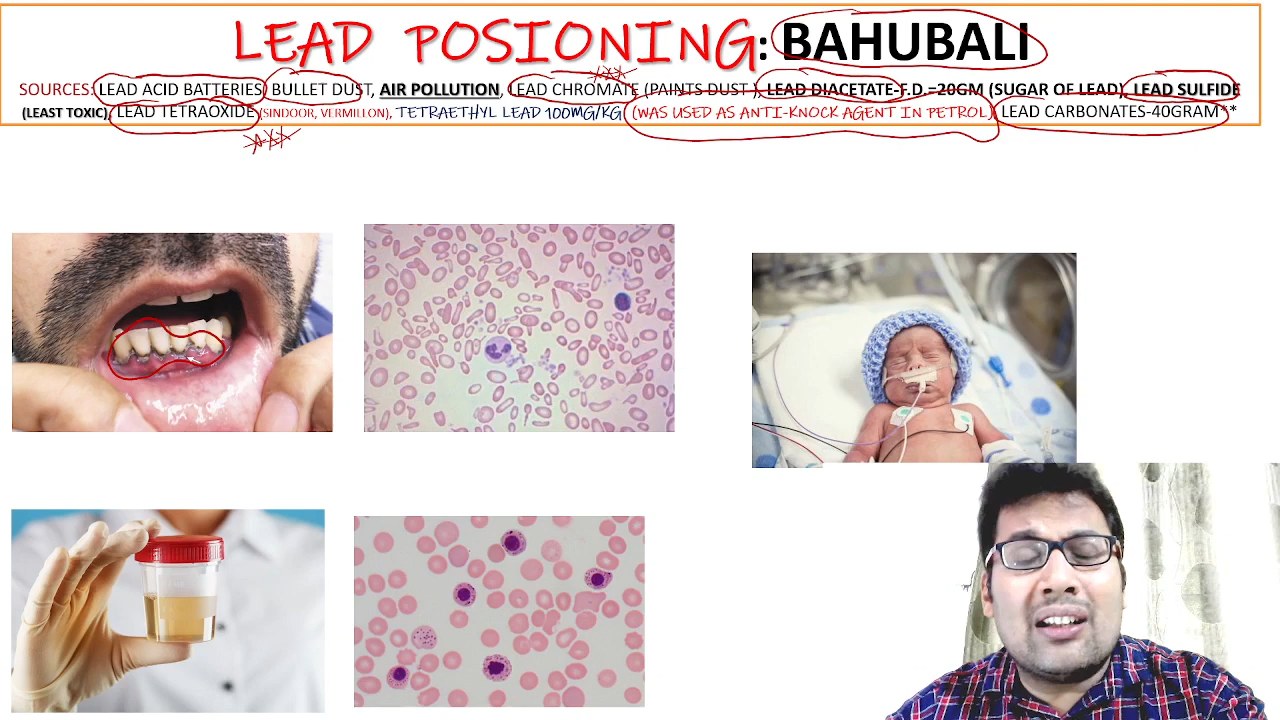 LEAD POSIONING: BAHUBALI
SOURCES: LEAD ACID BATTERIES, BULLET DUST, AIR POLLUTION, LEAD CHROMATE (PAINTS DUST ), LEAD DIACETATE-F.D.=20GM (SUGAR OF LEAD), LEAD SULFIDE
(LEAST TOXIC), LEAD TETRAOXIDE (SINDOOR, VERMILLON), TETRAETHYL LEAD 100MG/KG (WAS USED AS ANTI-KNOCK AGENT IN PETROL) LEAD CARBONATES-40GRAM**